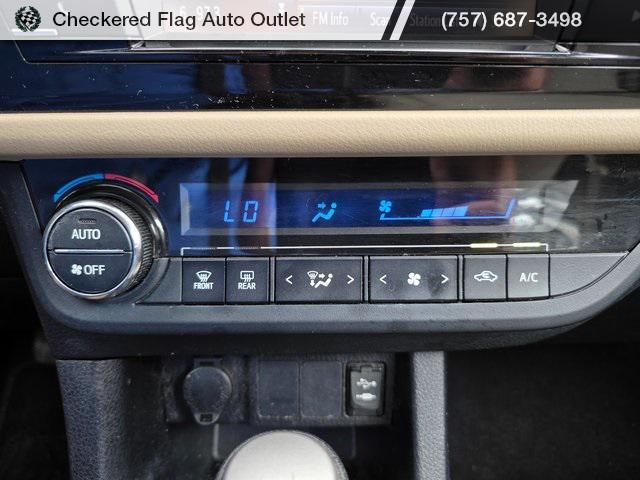 Checkered Flag Auto Outlet (757) 687-3498
FM Info
LO
AUTO
OFF
FRONT
REAR
< > < >
A/C